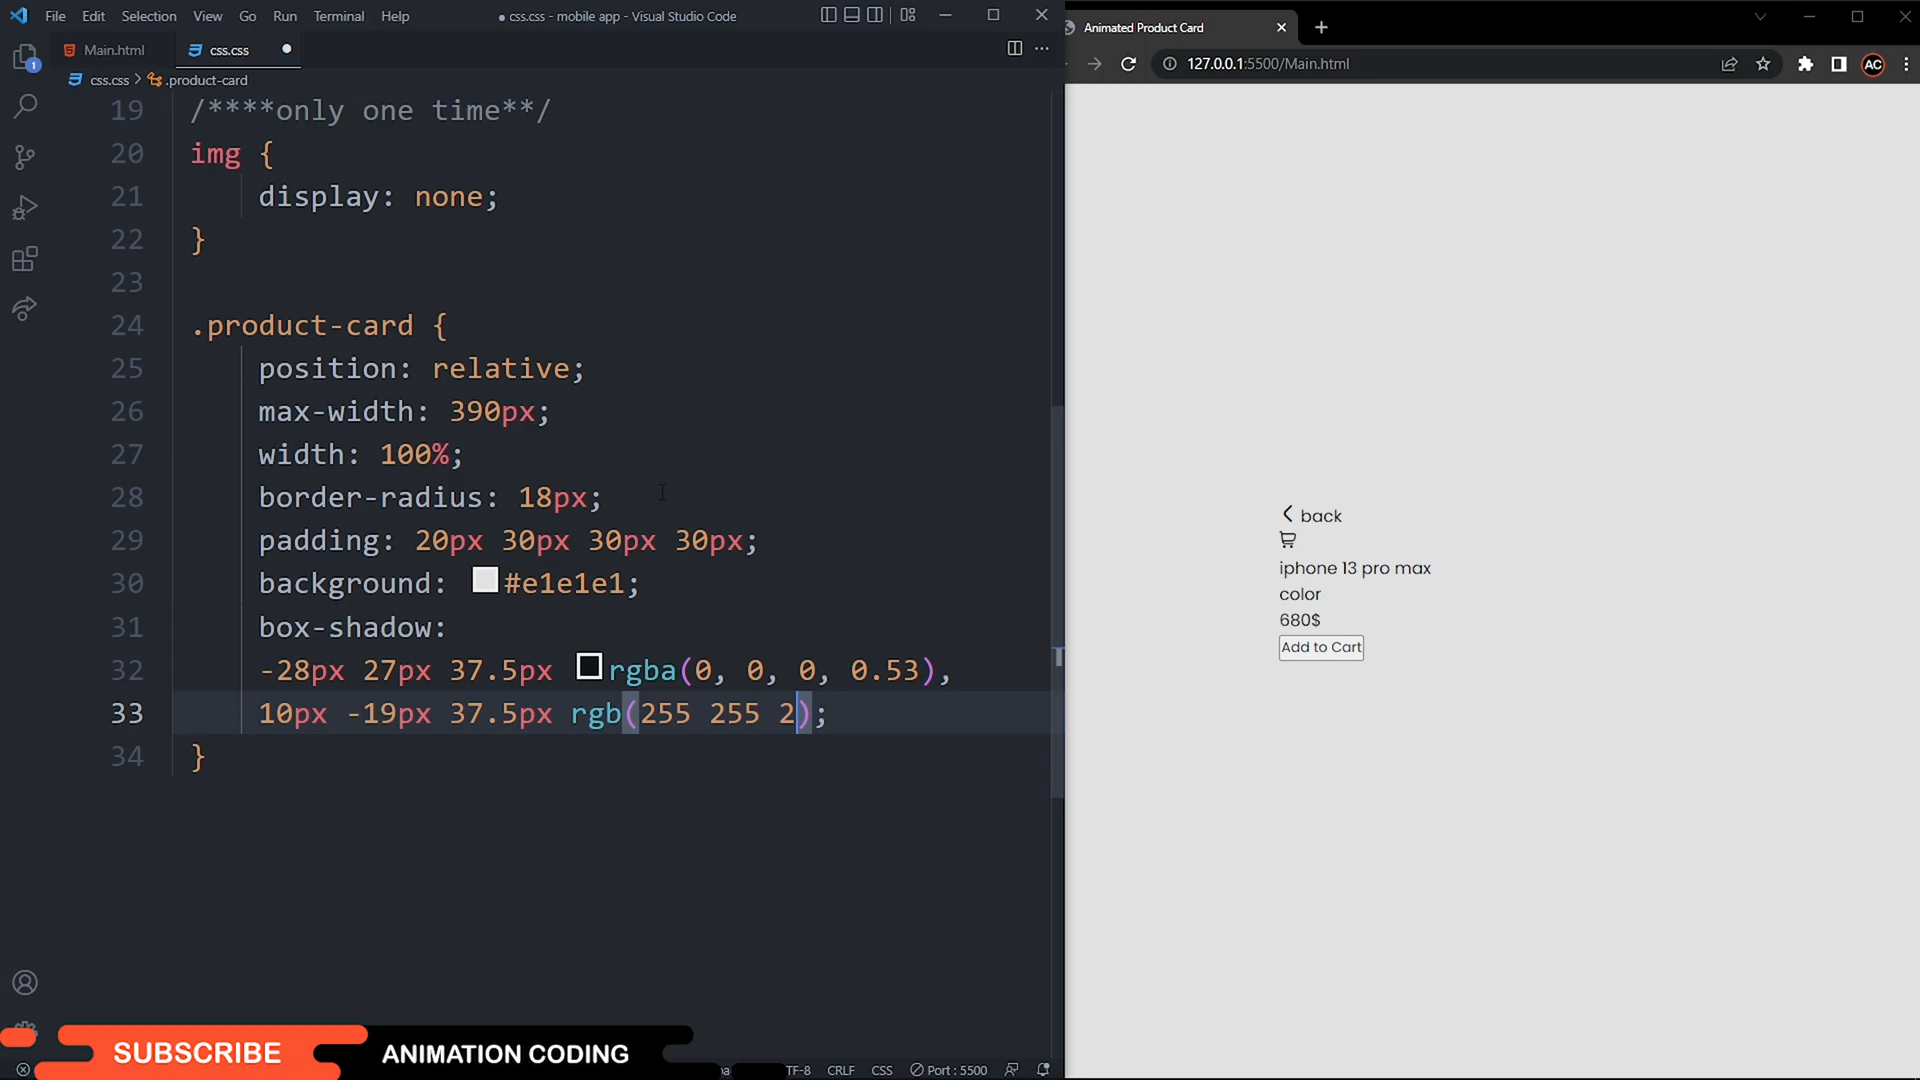 File Edit Selection View Go Run Terminal Help
● css.css - mobile app - Visual Studio Code
Main.html css.css
css.css > .product-card
19 /****only one time**/
20 img {
21 display: none;
22 }
23
24 .product-card {
25 position: relative;
26 max-width: 390px;
27 width: 100%;
28 border-radius: 18px;
29 padding: 20px 30px 30px 30px;
30 background: #e1e1e1;
31 box-shadow:
32 -28px 27px 37.5px rgba(0, 0, 0, 0.53),
33 10px -19px 37.5px rgb(255 255 2);
34 }
1
SUBSCRIBE
ANIMATION CODING
TF-8 CRLF CSS Port : 5500
Animated Product Card
127.0.0.1:5500/Main.html
AC
back
iphone 13 pro max
color
680$
Add to Cart